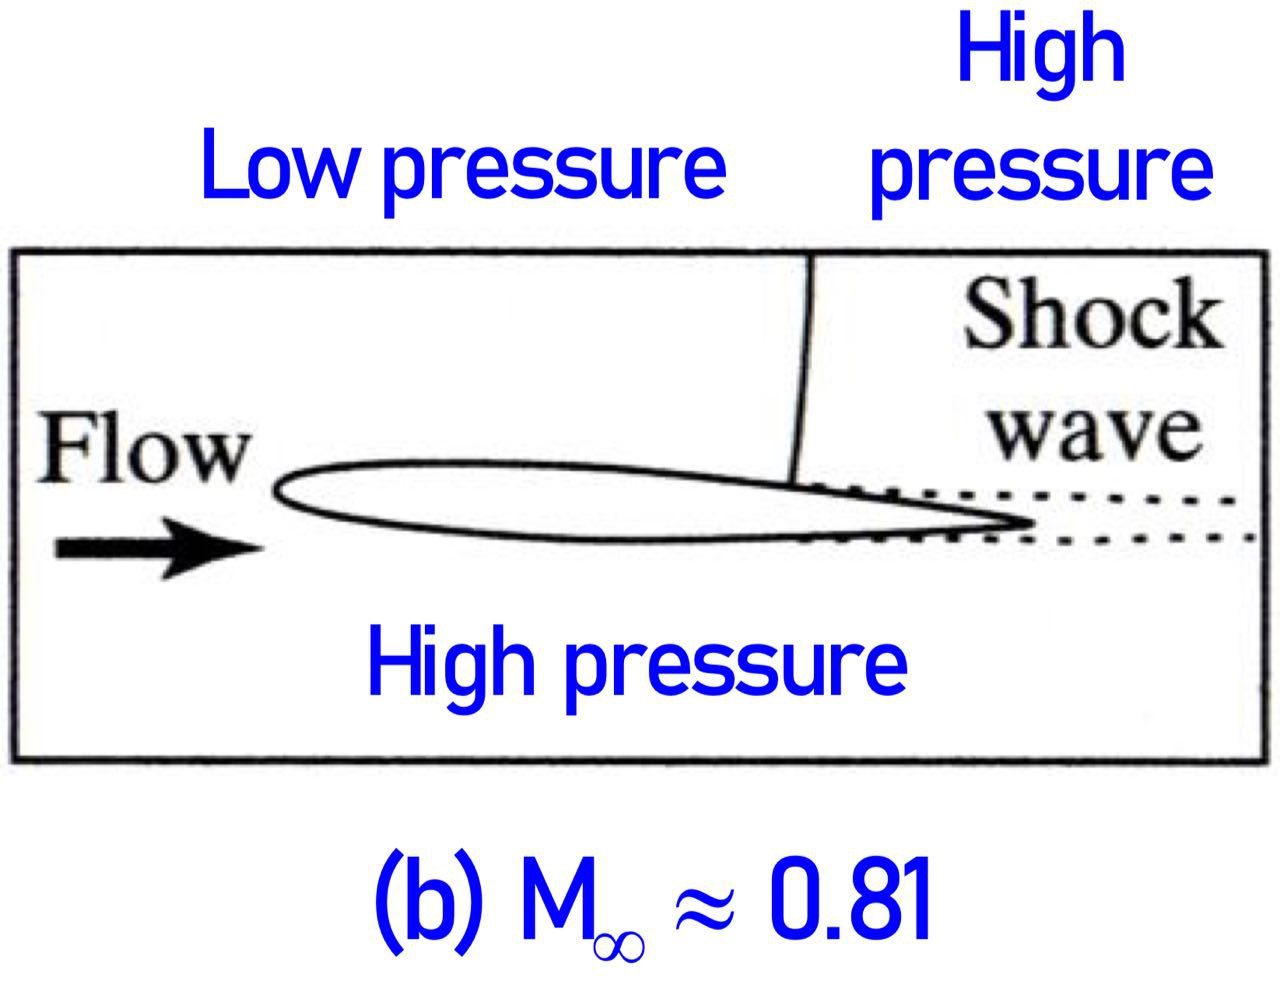 High
Low pressure pressure
Shock
wave
Flow
High pressure
(b) M∞ ≈ 0.81